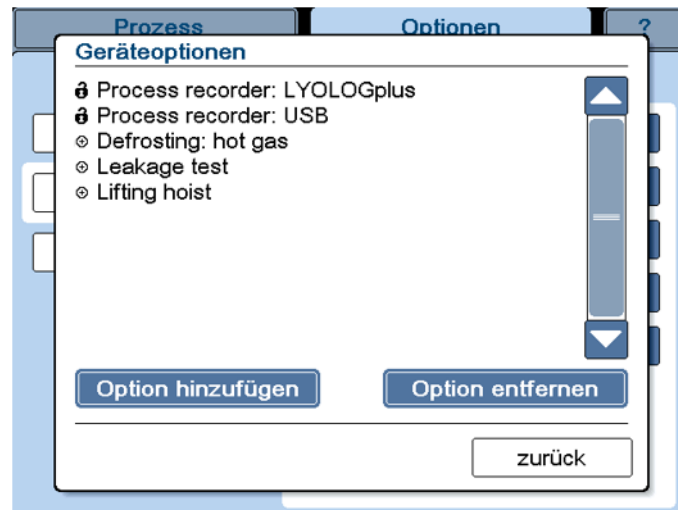 Prozess
Optionen
?
Geräteoptionen
Process recorder: LYOLOGplus
Process recorder: USB
Defrosting: hot gas
Leakage test
Lifting hoist
Option hinzufügen
Option entfernen
zurück